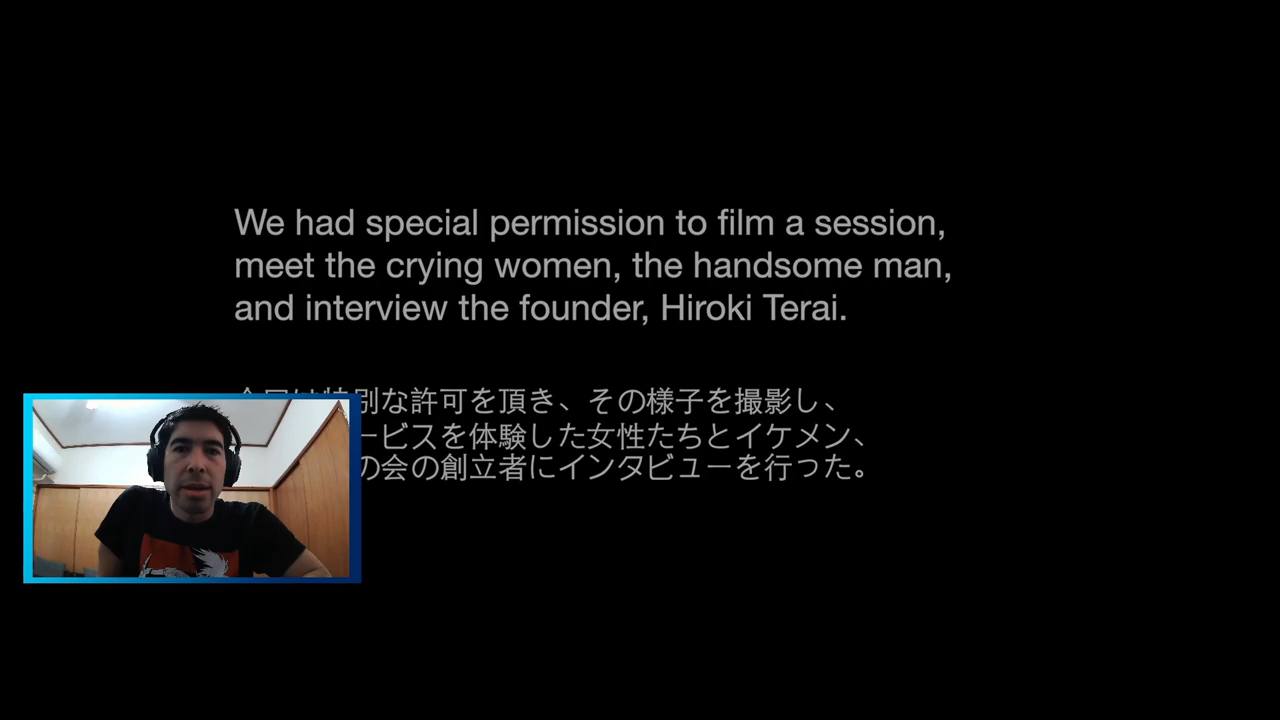 We had special permission to film a session,
meet the crying women, the handsome man,
and interview the founder, Hiroki Terai.
な許可を頂き、その様子を撮影し、
ービスを体験した女性たちとイケメン、
の会の創立者にインタビューを行った。